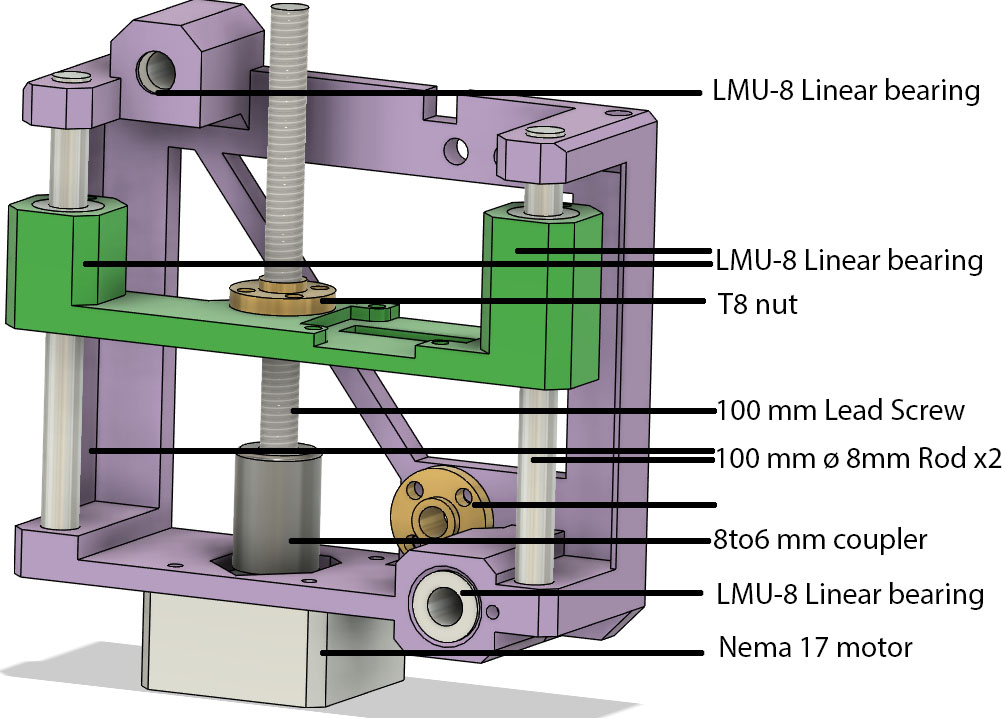 LMU-8 Linear bearing
LMU-8 Linear bearing
T8 nut
100 mm Lead Screw
100 mm ø 8mm Rod x2
8to6 mm coupler
LMU-8 Linear bearing
Nema 17 motor